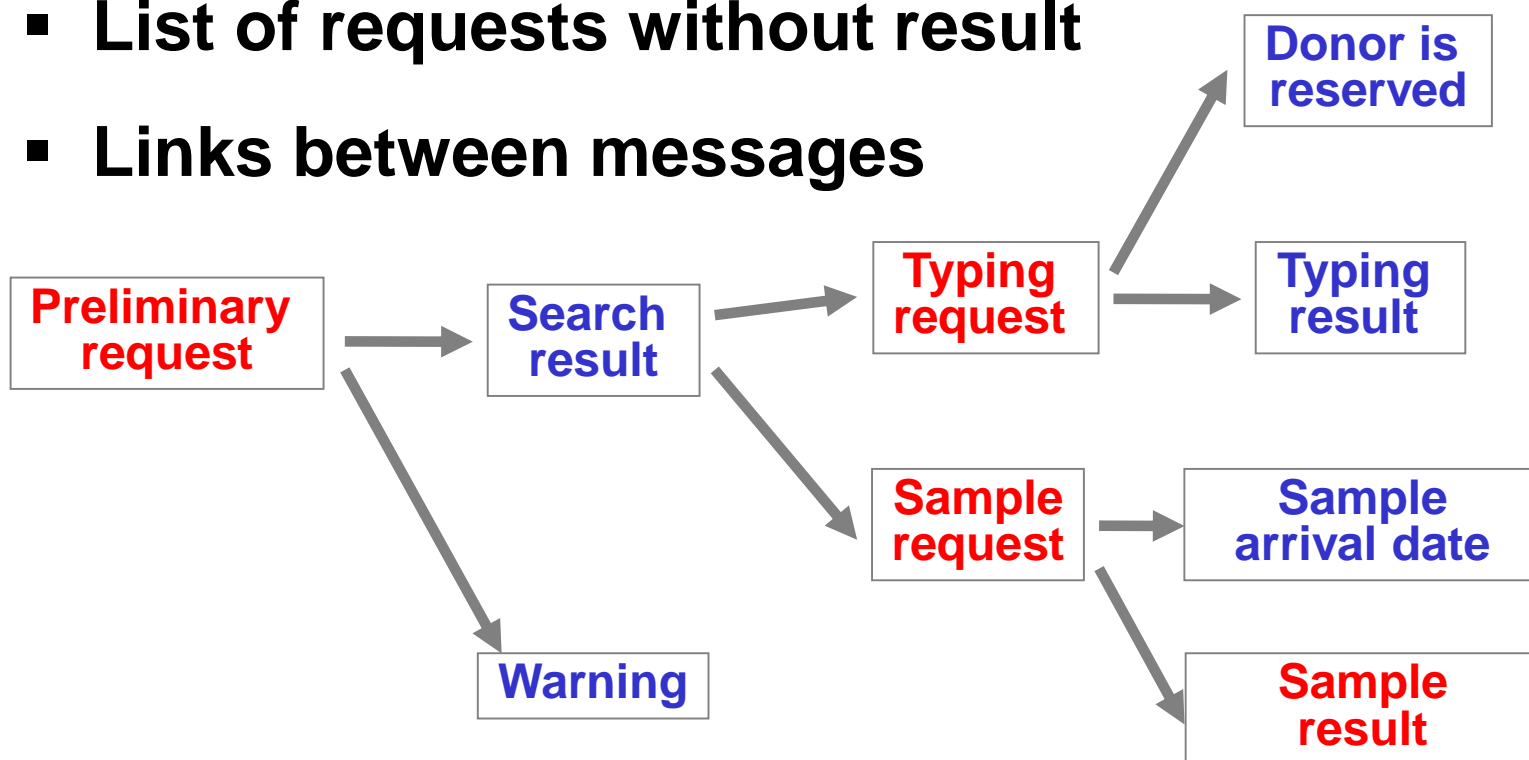 ▪ List of requests without result
▪ Links between messages
Donor is
reserved
Preliminary
request
Search
result
Typing
request
Typing
result
Sample
request
Sample
arrival date
Warning
Sample
result